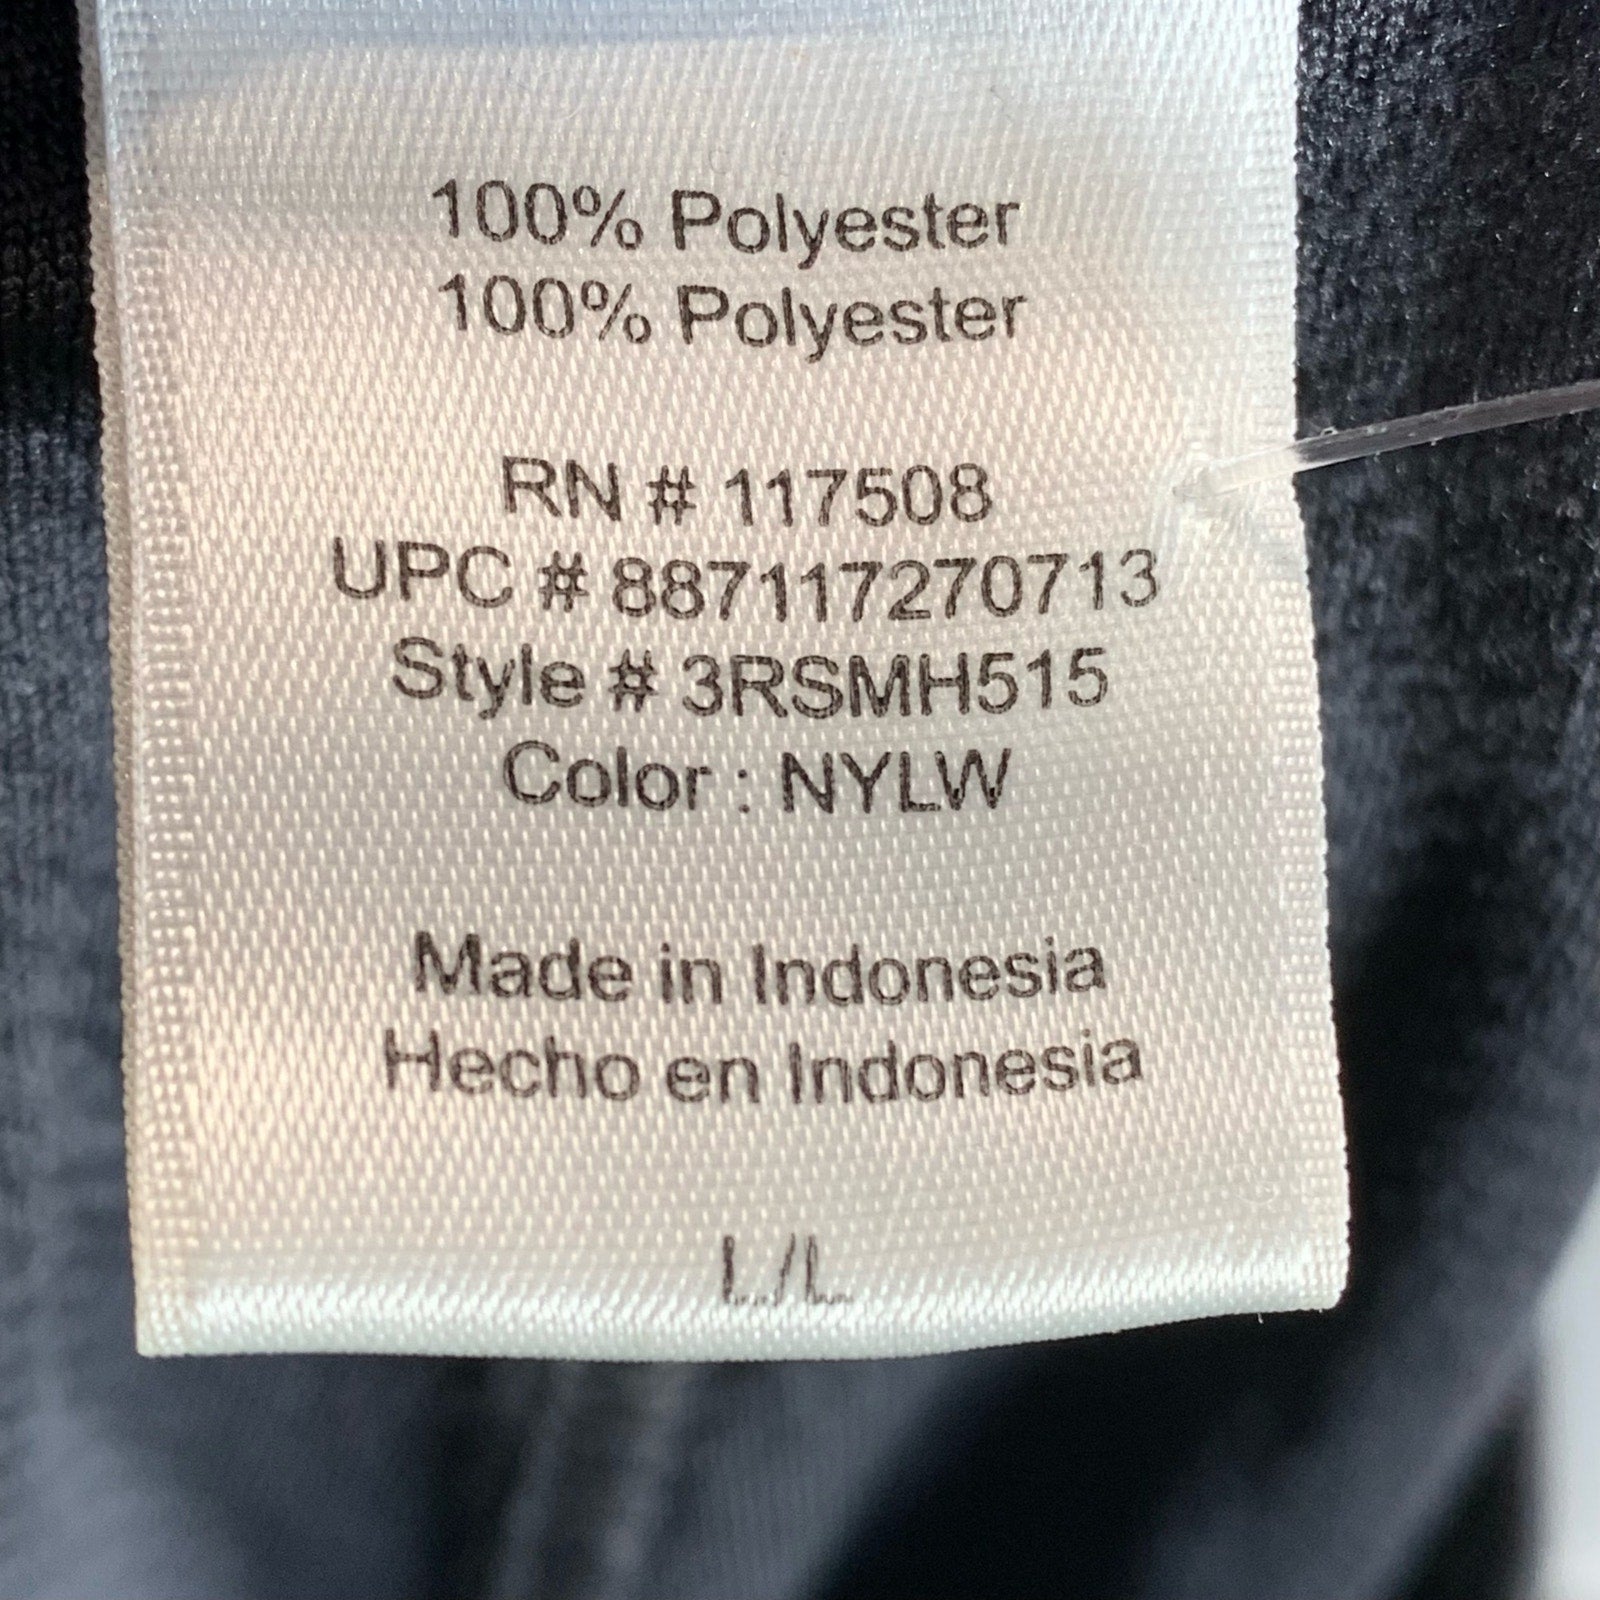 100% Polyester
100% Polyester
RN # 117508
UPC # 887117270713
Style # 3RSMH515
Color : NYLW
Made in Indonesia
Hecho en Indonesia
L/L